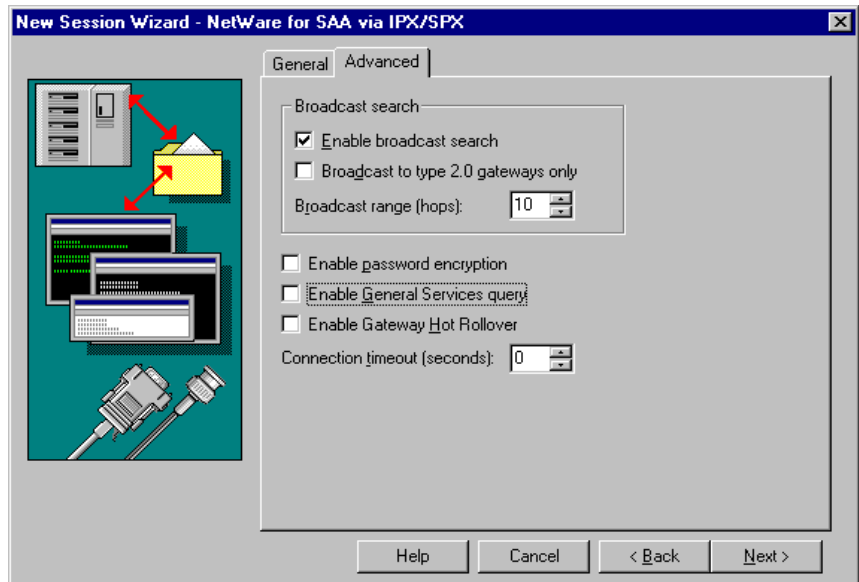 New Session Wizard - NetWare for SAA via IPX/SPX
General Advanced
Broadcast search
Enable broadcast search
Broadcast to type 2.0 gateways only
Broadcast range (hops): 10
Enable password encryption
Enable General Services query
Enable Gateway Hot Rollover
Connection timeout (seconds): 0
Help Cancel < Back Next >